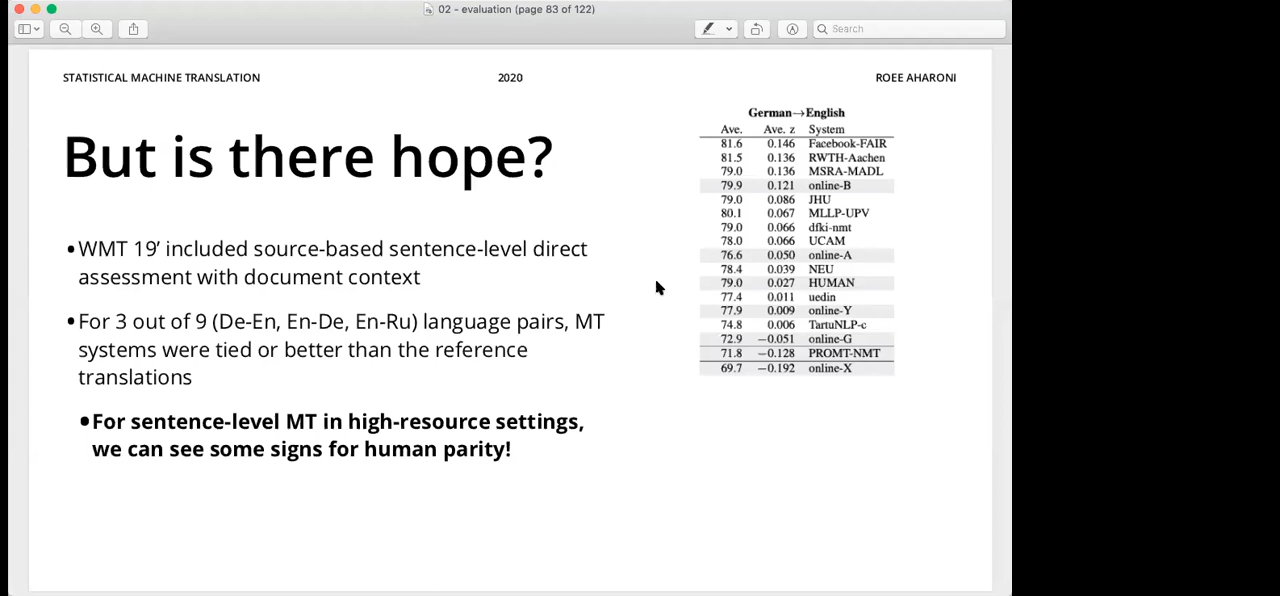 02 - evaluation (page 83 of 122)
Search
STATISTICAL MACHINE TRANSLATION 2020 ROEE AHARONI
But is there hope?
•WMT 19’ included source-based sentence-level direct
assessment with document context
•For 3 out of 9 (De-En, En-De, En-Ru) language pairs, MT
systems were tied or better than the reference
translations
•For sentence-level MT in high-resource settings,
we can see some signs for human parity!
German→English
Ave. Ave. z System
81.6 0.146 Facebook-FAIR
81.5 0.136 RWTH-Aachen
79.0 0.136 MSRA-MADL
79.9 0.121 online-B
79.0 0.086 JHU
80.1 0.067 MLLP-UPV
79.0 0.066 dfki-nmt
78.0 0.066 UCAM
76.6 0.050 online-A
78.4 0.039 NEU
79.0 0.027 HUMAN
77.4 0.011 uedin
77.9 0.009 online-Y
74.8 0.006 TartuNLP-c
72.9 −0.051 online-G
71.8 −0.128 PROMT-NMT
69.7 −0.192 online-X